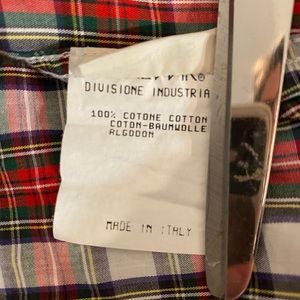 DIVISIONE INDUSTRIA
100% COTONE COTTON
COTON-BAUMWOLLE
ALGODON
MADE IN ITALY